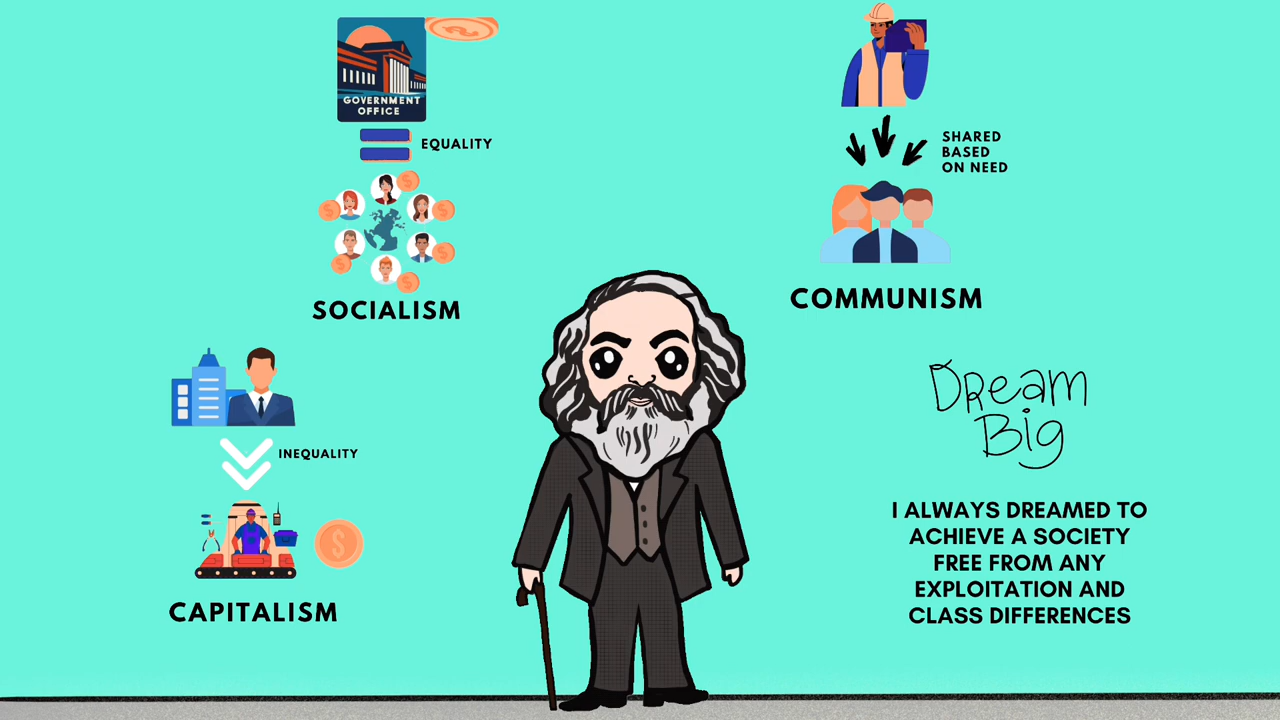 GOVERNMENT
OFFICE
EQUALITY
SOCIALISM
INEQUALITY
CAPITALISM
SHARED
BASED
ON NEED
COMMUNISM
Dream
Big
I ALWAYS DREAMED TO
ACHIEVE A SOCIETY
FREE FROM ANY
EXPLOITATION AND
CLASS DIFFERENCES